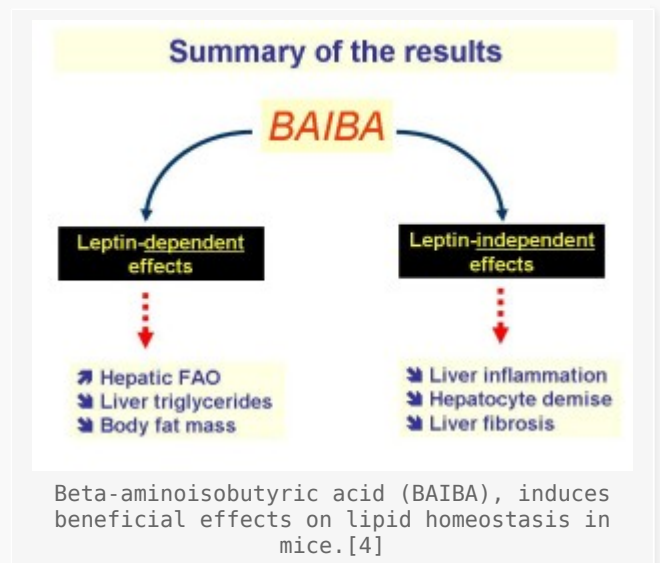 Summary of the results
BAIBA
Leptin-dependent
effects
Leptin-independent
effects
Hepatic FAO
Liver triglycerides
Body fat mass
Liver inflammation
Hepatocyte demise
Liver fibrosis
Beta-aminoisobutyric acid (BAIBA), induces
beneficial effects on lipid homeostasis in
mice.[4]